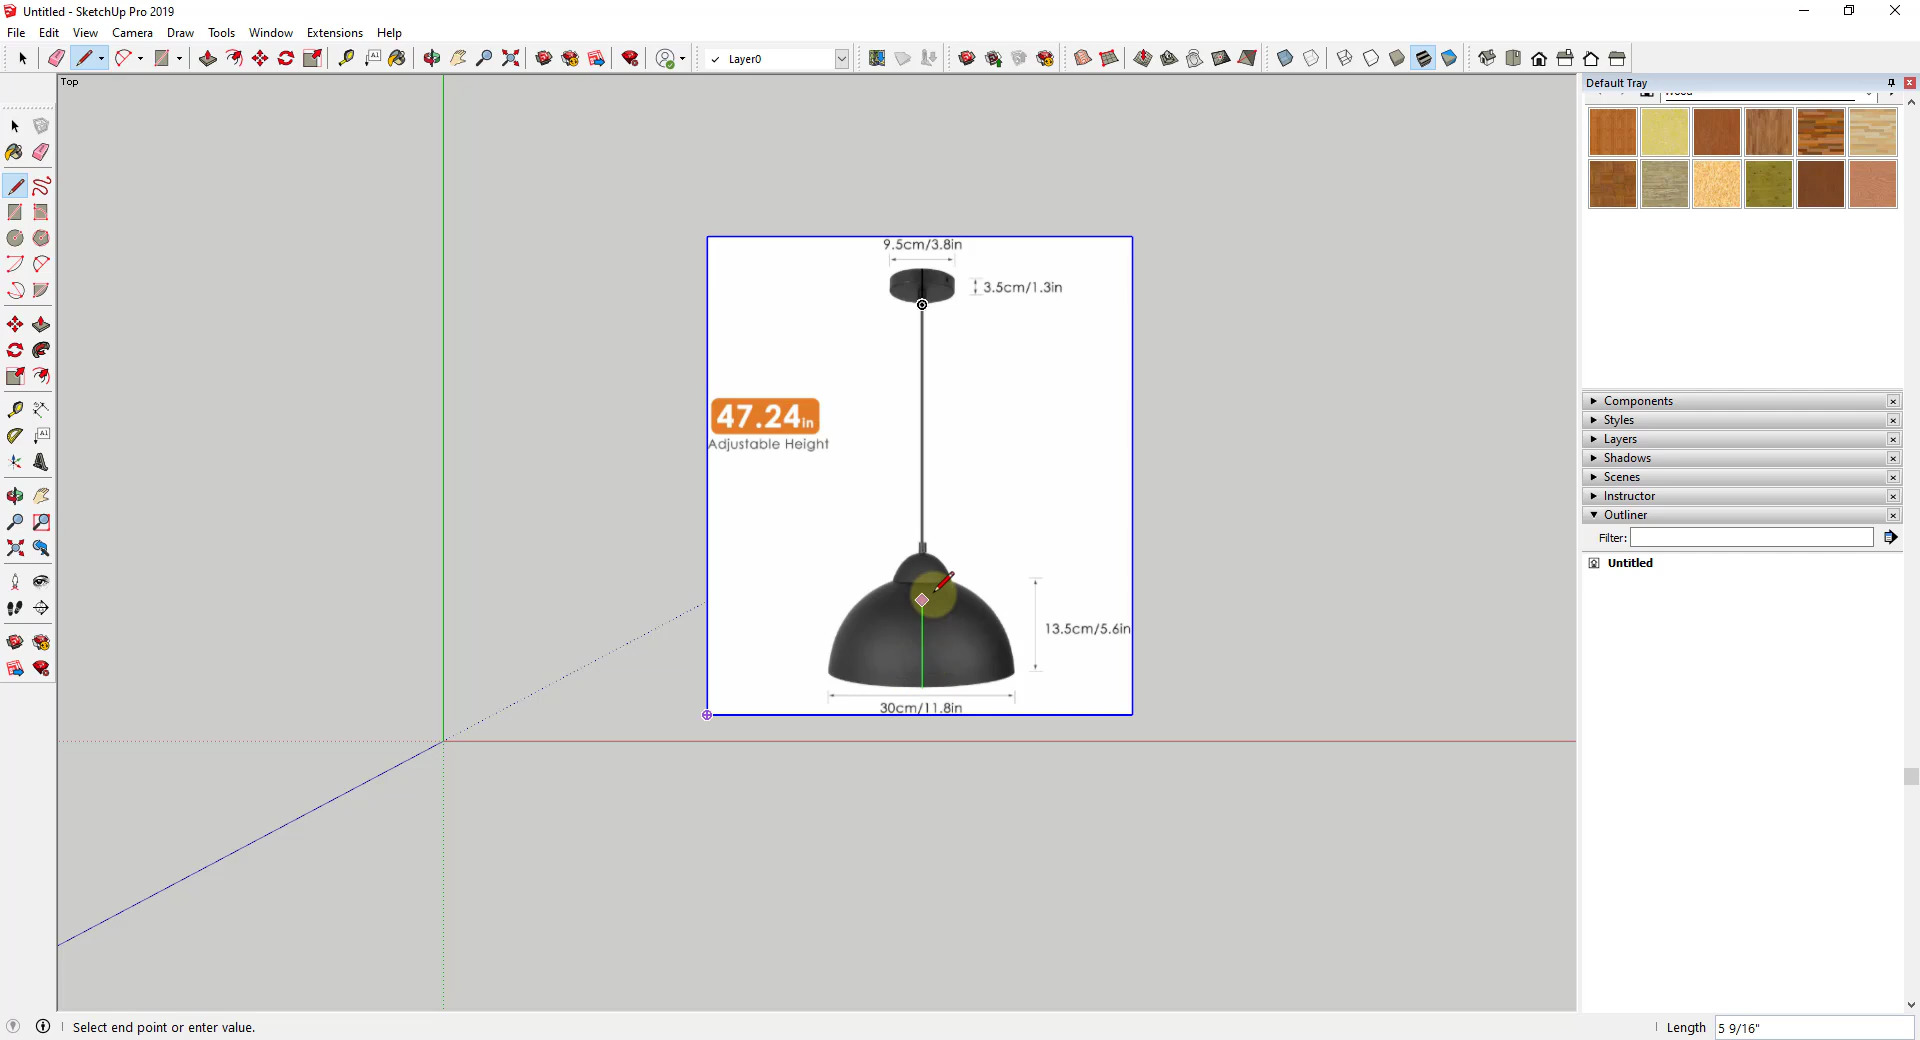 Untitled - SketchUp Pro 2019
File Edit View Camera Draw Tools Window Extensions Help
Layer0
Top
Default Tray
9.5cm/3.8in
3.5cm/1.3in
47.24in
Adjustable Height
13.5cm/5.6in
30cm/11.8in
Components
Styles
Layers
Shadows
Scenes
Instructor
Outliner
Filter:
Untitled
Select end point or enter value.
Length 5 9/16"